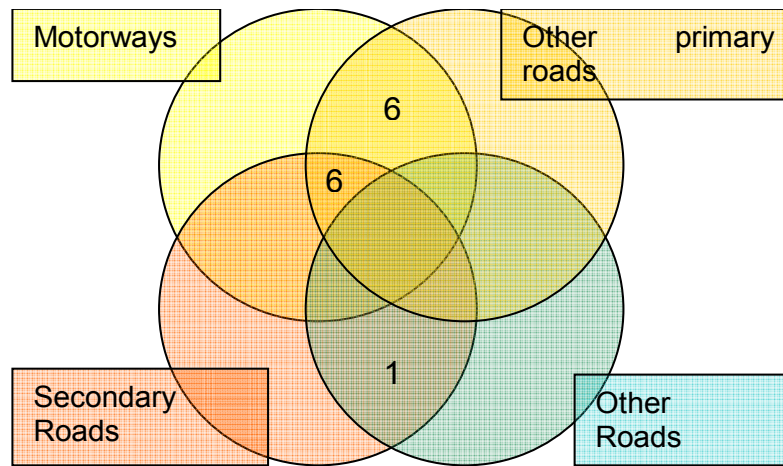 Motorways
Other primary
roads
6
6
1
Secondary
Roads
Other
Roads